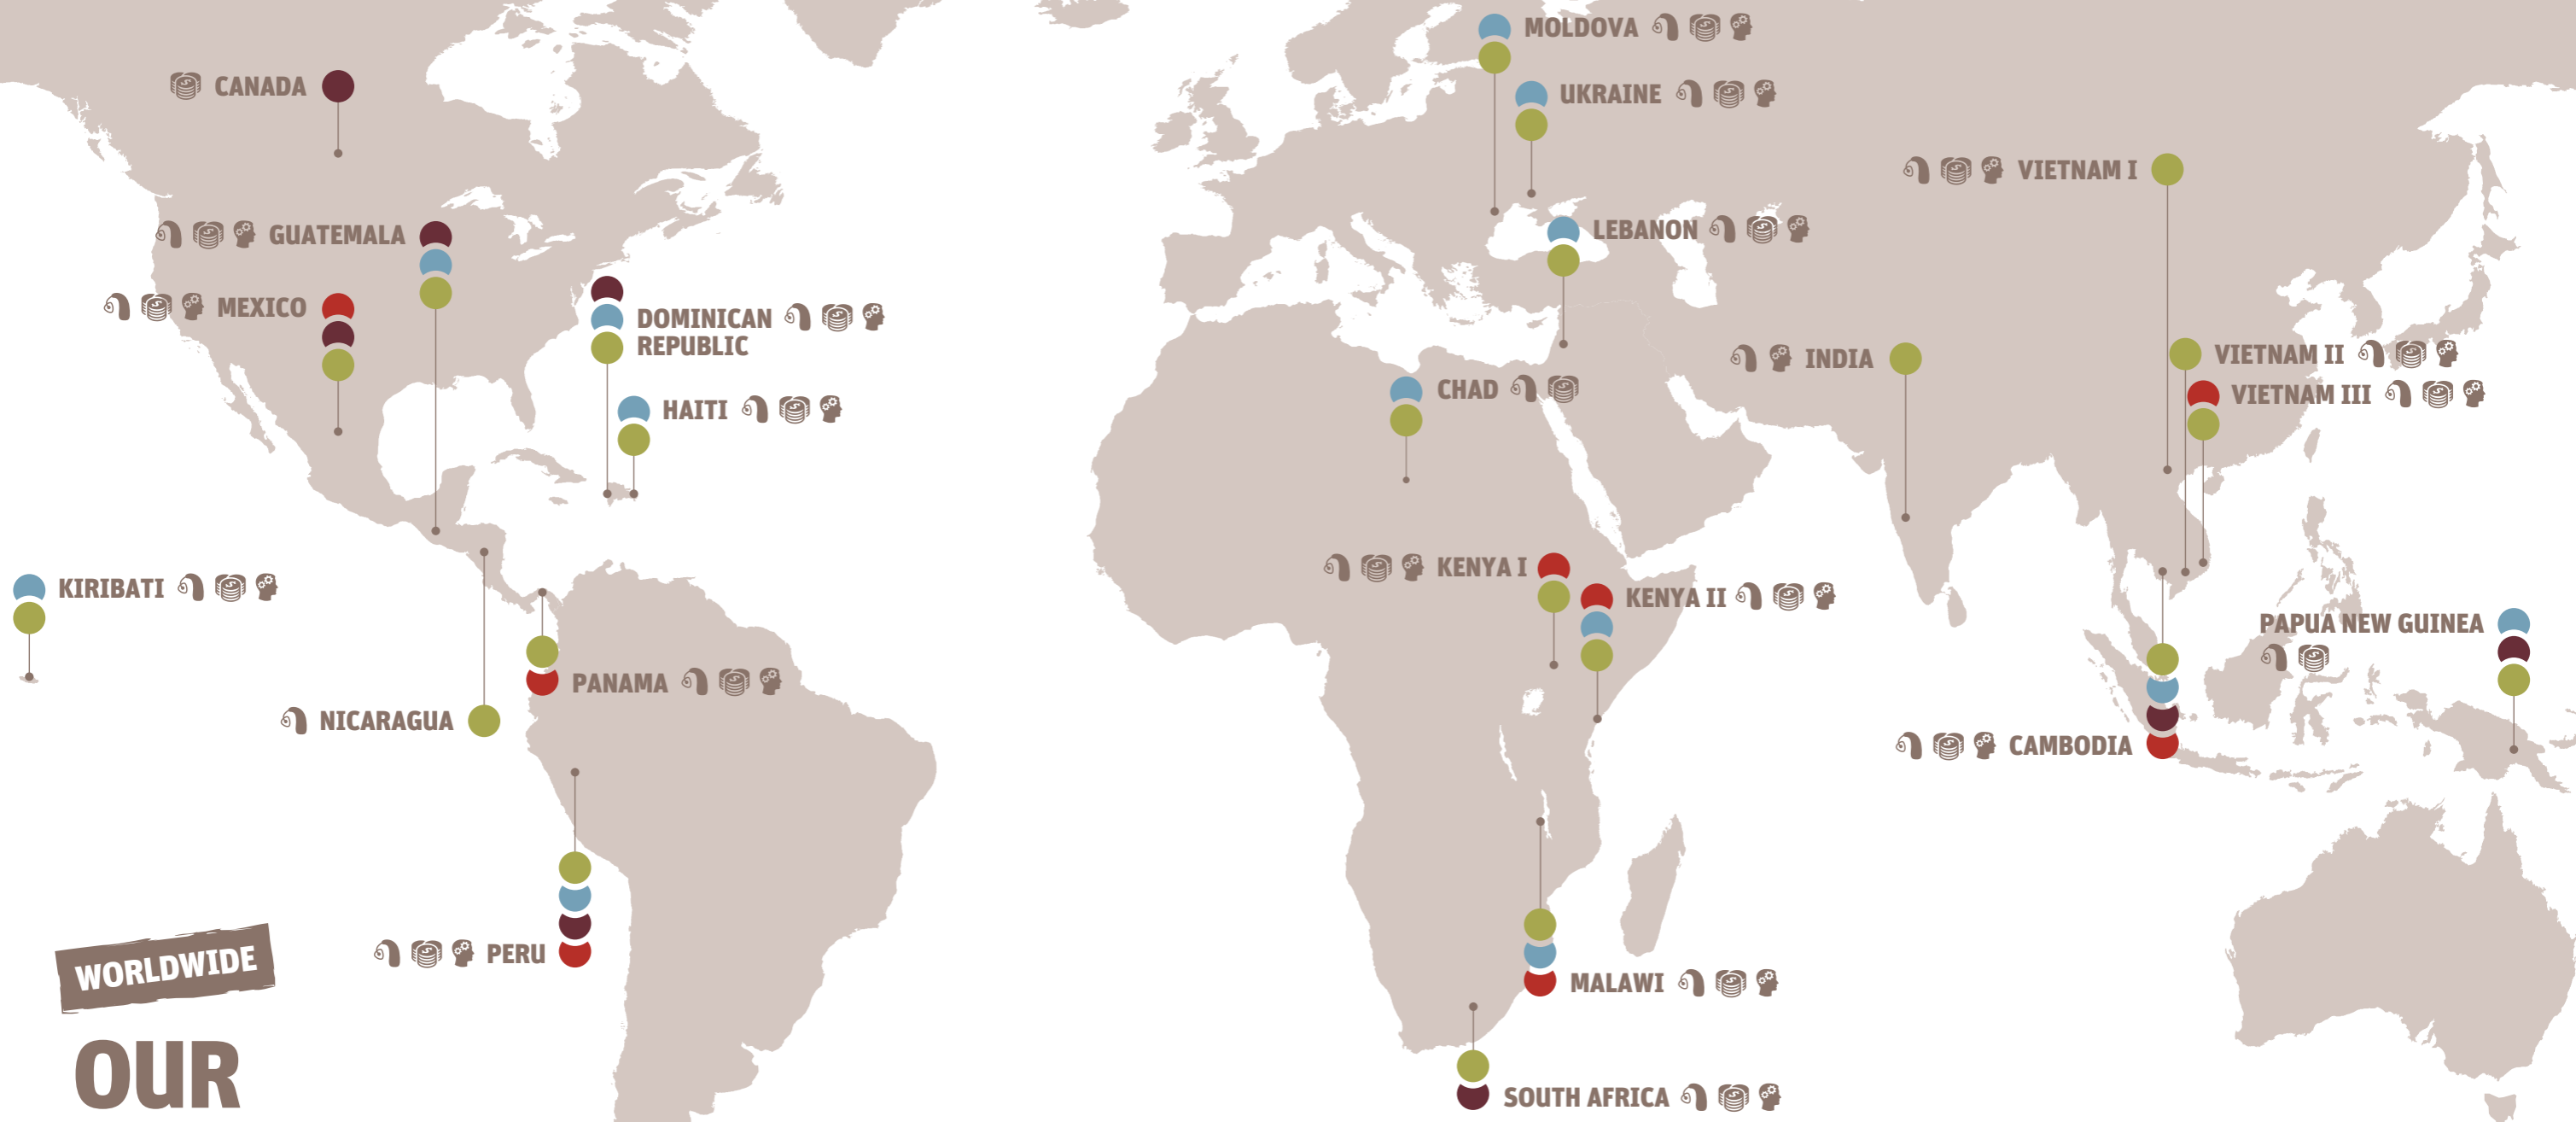 MOLDOVA
CANADA
UKRAINE
VIETNAM I
GUATEMALA
LEBANON
MEXICO
DOMINICAN
REPUBLIC
INDIA
VIETNAM II
CHAD
VIETNAM III
HAITI
KENYA I
KIRIBATI
KENYA II
PAPUA NEW GUINEA
PANAMA
NICARAGUA
CAMBODIA
PERU
WORLDWIDE
MALAWI
OUR
SOUTH AFRICA